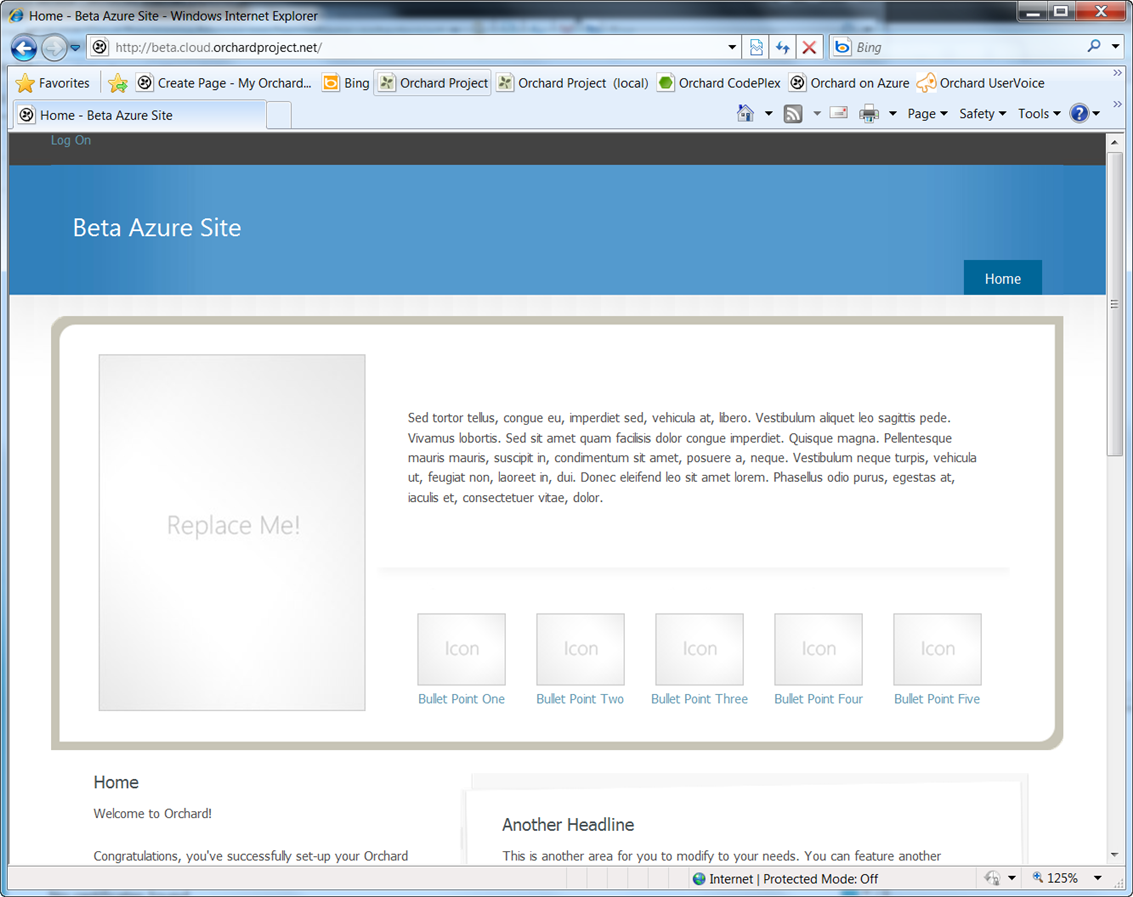 Home - Beta Azure Site - Windows Internet Explorer
http://beta.cloud.orchardproject.net/
Bing
Favorites
Create Page - My Orchard...
Bing
Orchard Project
Orchard Project (local)
Orchard CodePlex
Orchard on Azure
Orchard UserVoice
Home - Beta Azure Site
Page
Safety
Tools
Log On
Beta Azure Site
Home
Replace Me!
Sed tortor tellus, congue eu, imperdiet sed, vehicula at, libero. Vestibulum aliquet leo sagittis pede.
Vivamus lobortis. Sed sit amet quam facilisis dolor congue imperdiet. Quisque magna. Pellentesque
mauris mauris, suscipit in, condimentum sit amet, posuere a, neque. Vestibulum neque turpis, vehicula
ut, feugiat non, laoreet in, dui. Donec eleifend leo sit amet lorem. Phasellus odio purus, egestas at,
iaculis et, consectetuer vitae, dolor.
Icon
Icon
Icon
Icon
Icon
Bullet Point One
Bullet Point Two
Bullet Point Three
Bullet Point Four
Bullet Point Five
Home
Welcome to Orchard!
Congratulations, you've successfully set-up your Orchard
Another Headline
This is another area for you to modify to your needs. You can feature another
Internet | Protected Mode: Off
125%